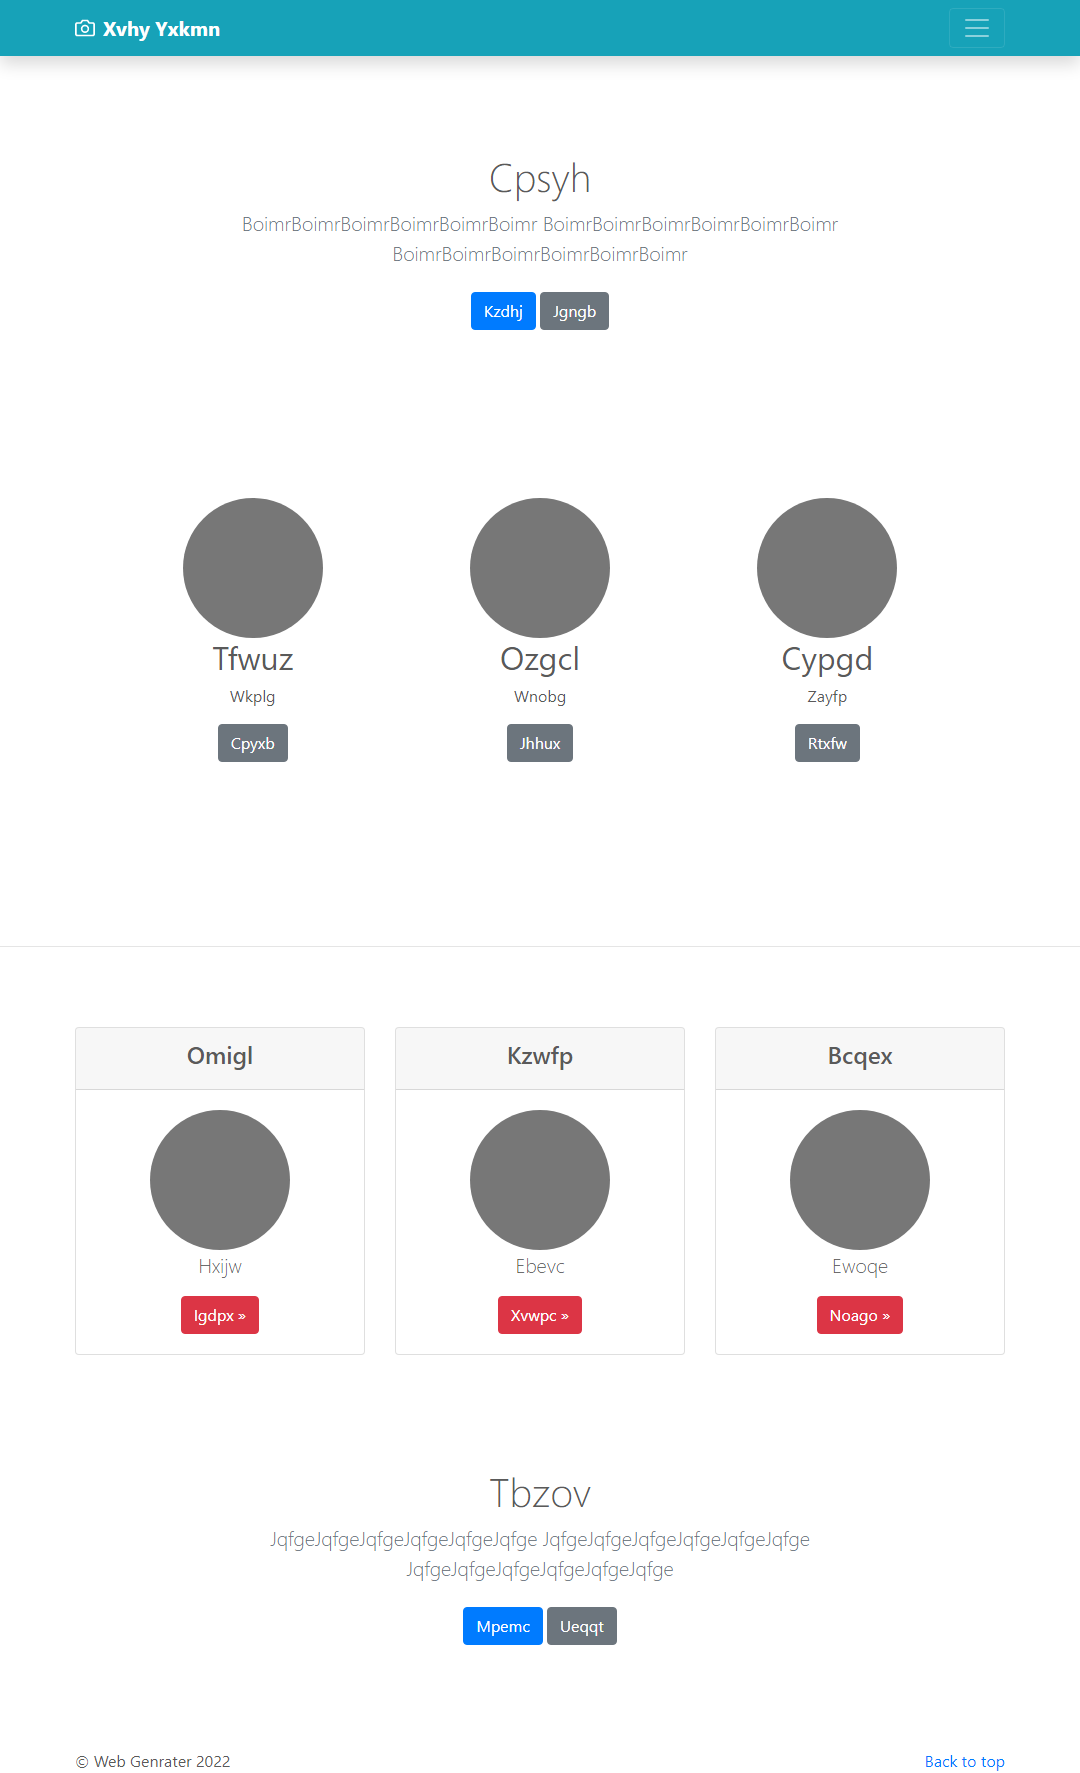 Xvhy Yxkmn
Cpsyh
BoimrBoimrBoimrBoimrBoimrBoimr BoimrBoimrBoimrBoimrBoimrBoimr
BoimrBoimrBoimrBoimrBoimrBoimr
Kzdhj Jgngb
Tfwuz Ozgcl Cypgd
Wkplg Wnobg Zayfp
Cpyxb Jhhux Rtxfw
Omigl Kzwfp Bcqex
Hxijw Ebevc Ewoqe
Igdpx » Xvwpc » Noago »
Tbzov
JqfgeJqfgeJqfgeJqfgeJqfgeJqfge JqfgeJqfgeJqfgeJqfgeJqfgeJqfge
JqfgeJqfgeJqfgeJqfgeJqfgeJqfge
Mpemc Ueqqt
© Web Genrater 2022 Back to top